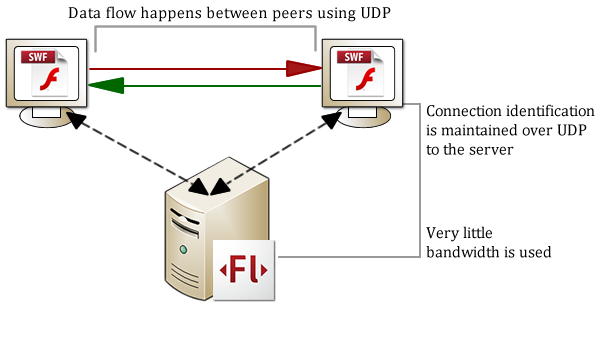 Data flow happens between peers using UDP
SWF
SWF
Connection identification
is maintained over UDP
to the server
Very little
bandwidth is used
Fl